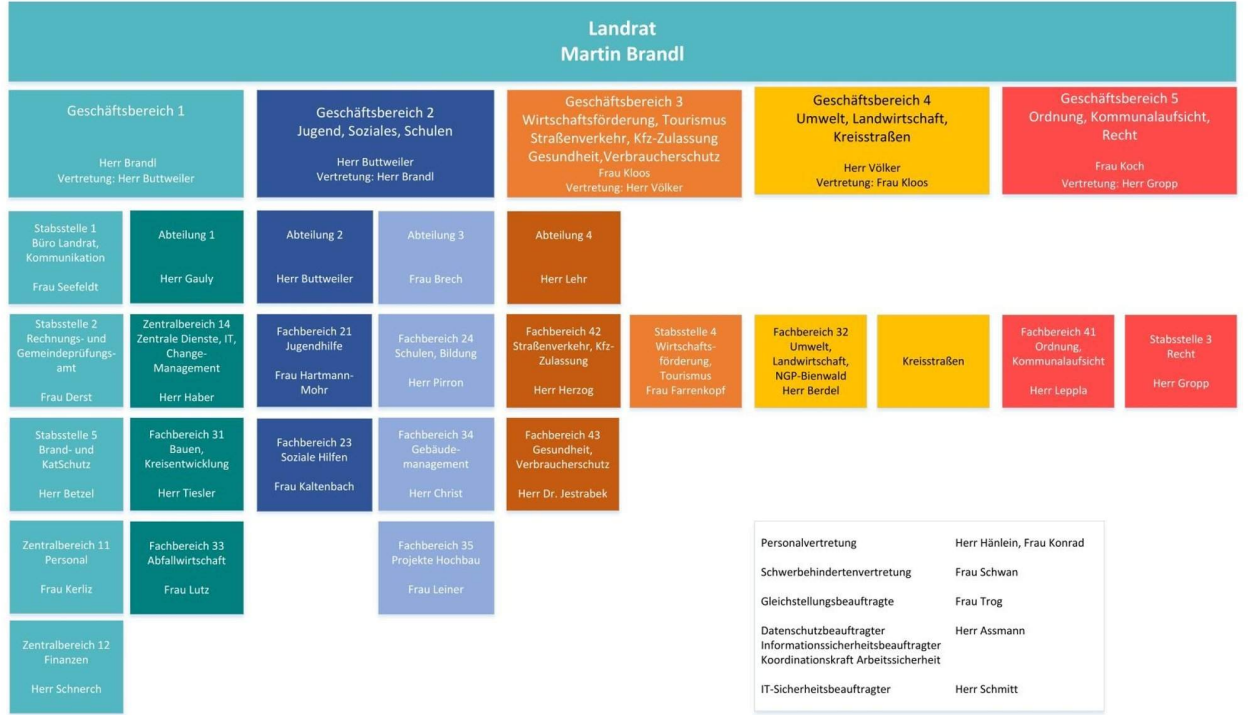 Landrat
Martin Brandl
Geschäftsbereich 1
Herr Brandl
Vertretung: Herr Buttweiler
Geschäftsbereich 2
Jugend, Soziales, Schulen
Herr Buttweiler
Vertretung: Herr Brandl
Geschäftsbereich 3
Wirtschaftsförderung, Tourismus
Straßenverkehr, Kfz-Zulassung
Gesundheit,Verbraucherschutz
Frau Kloos
Vertretung: Herr Völker
Geschäftsbereich 4
Umwelt, Landwirtschaft,
Kreisstraßen
Herr Völker
Vertretung: Frau Kloos
Geschäftsbereich 5
Ordnung, Kommunalaufsicht,
Recht
Frau Koch
Vertretung: Herr Gropp
Stabsstelle 1
Büro Landrat,
Kommunikation
Frau Seefeldt
Abteilung 1
Herr Gauly
Abteilung 2
Herr Buttweiler
Abteilung 3
Frau Brech
Abteilung 4
Herr Lehr
Stabsstelle 2
Rechnungs- und
Gemeindeprüfungs-
amt
Frau Derst
Zentralbereich 14
Zentrale Dienste, IT,
Change-
Management
Herr Haber
Fachbereich 21
Jugendhilfe
Frau Hartmann-
Mohr
Fachbereich 24
Schulen, Bildung
Herr Pirron
Fachbereich 42
Straßenverkehr, Kfz-
Zulassung
Herr Herzog
Stabsstelle 4
Wirtschafts-
förderung,
Tourismus
Frau Farrenkopf
Fachbereich 32
Umwelt,
Landwirtschaft,
NGP-Bienwald
Herr Berdel
Kreisstraßen
Fachbereich 41
Ordnung,
Kommunalaufsicht
Herr Leppla
Stabsstelle 3
Recht
Herr Gropp
Stabsstelle 5
Brand- und
KatSchutz
Herr Betzel
Fachbereich 31
Bauen,
Kreisentwicklung
Herr Tiesler
Fachbereich 23
Soziale Hilfen
Frau Kaltenbach
Fachbereich 34
Gebäude-
management
Herr Christ
Fachbereich 43
Gesundheit,
Verbraucherschutz
Herr Dr. Jestrabek
Zentralbereich 11
Personal
Frau Kerliz
Fachbereich 33
Abfallwirtschaft
Frau Lutz
Fachbereich 35
Projekte Hochbau
Frau Leiner
Zentralbereich 12
Finanzen
Herr Schnerch
Personalvertretung Herr Hänlein, Frau Konrad
Schwerbehindertenvertretung Frau Schwan
Gleichstellungsbeauftragte Frau Trog
Datenschutzbeauftragter Herr Assmann
Informationssicherheitsbeauftragter
Koordinationskraft Arbeitssicherheit
IT-Sicherheitsbeauftragter Herr Schmitt